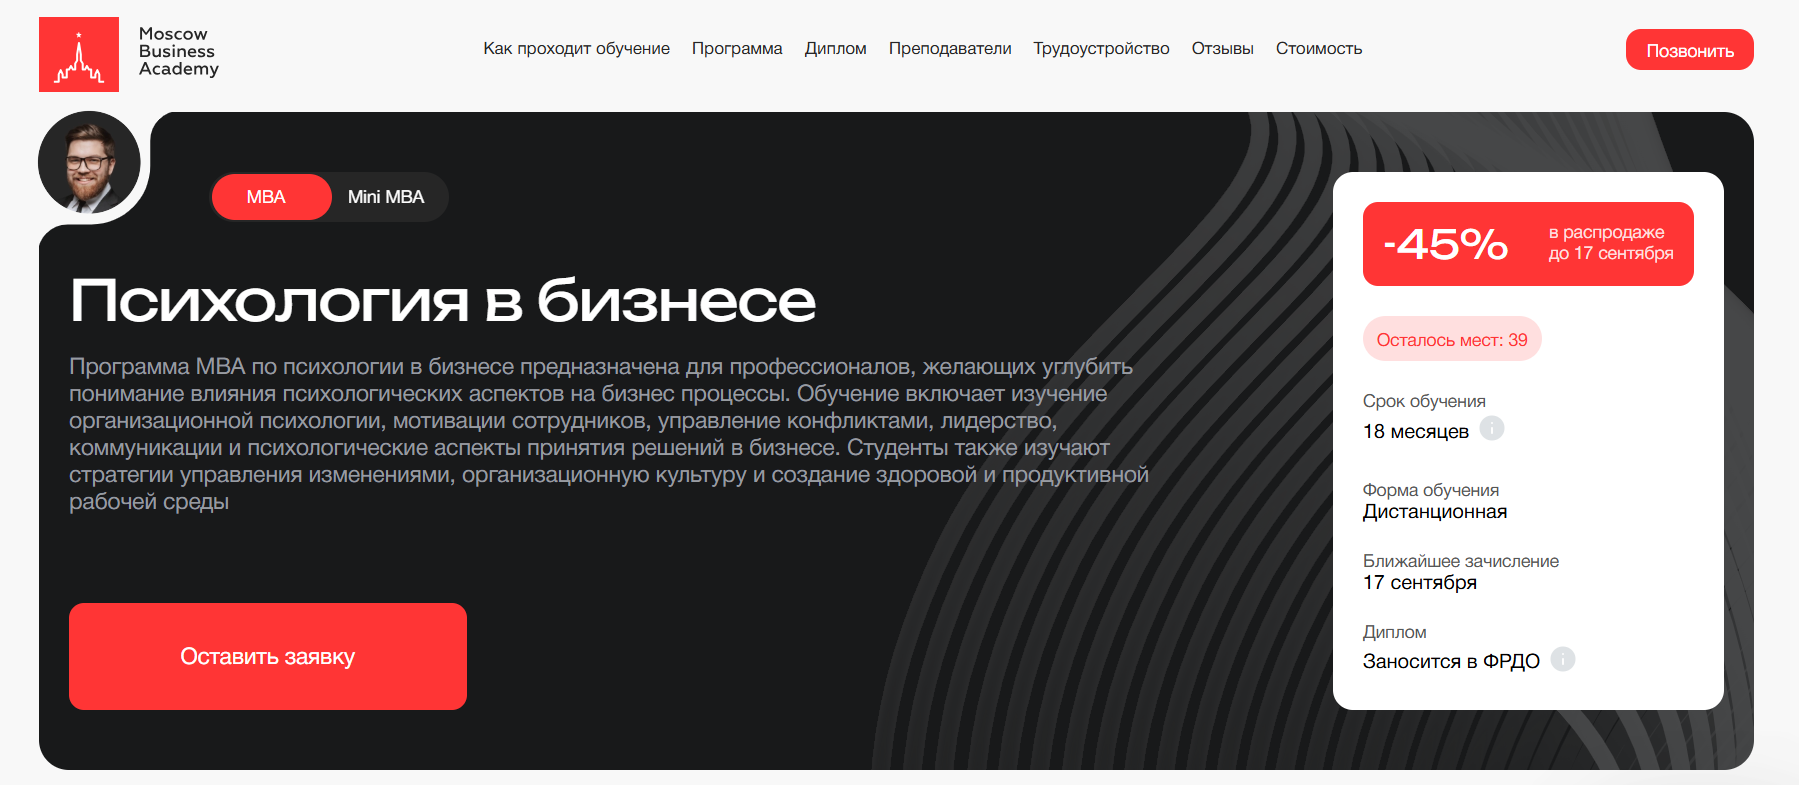 Moscow
Business
Academy
Как проходит обучение
Программа
Диплом
Преподаватели
Трудоустройство
Отзывы
Стоимость
Позвонить
MBA
Mini MBA
Психология в бизнесе
Программа MBA по психологии в бизнесе предназначена для профессионалов, желающих углубить
понимание влияния психологических аспектов на бизнес процессы. Обучение включает изучение
организационной психологии, мотивации сотрудников, управление конфликтами, лидерство,
коммуникации и психологические аспекты принятия решений в бизнесе. Студенты также изучают
стратегии управления изменениями, организационную культуру и создание здоровой и продуктивной
рабочей среды
Оставить заявку
-45%
в распродаже
до 17 сентября
Осталось мест: 39
Срок обучения
18 месяцев
Форма обучения
Дистанционная
Ближайшее зачисление
17 сентября
Диплом
Заносится в ФРДО